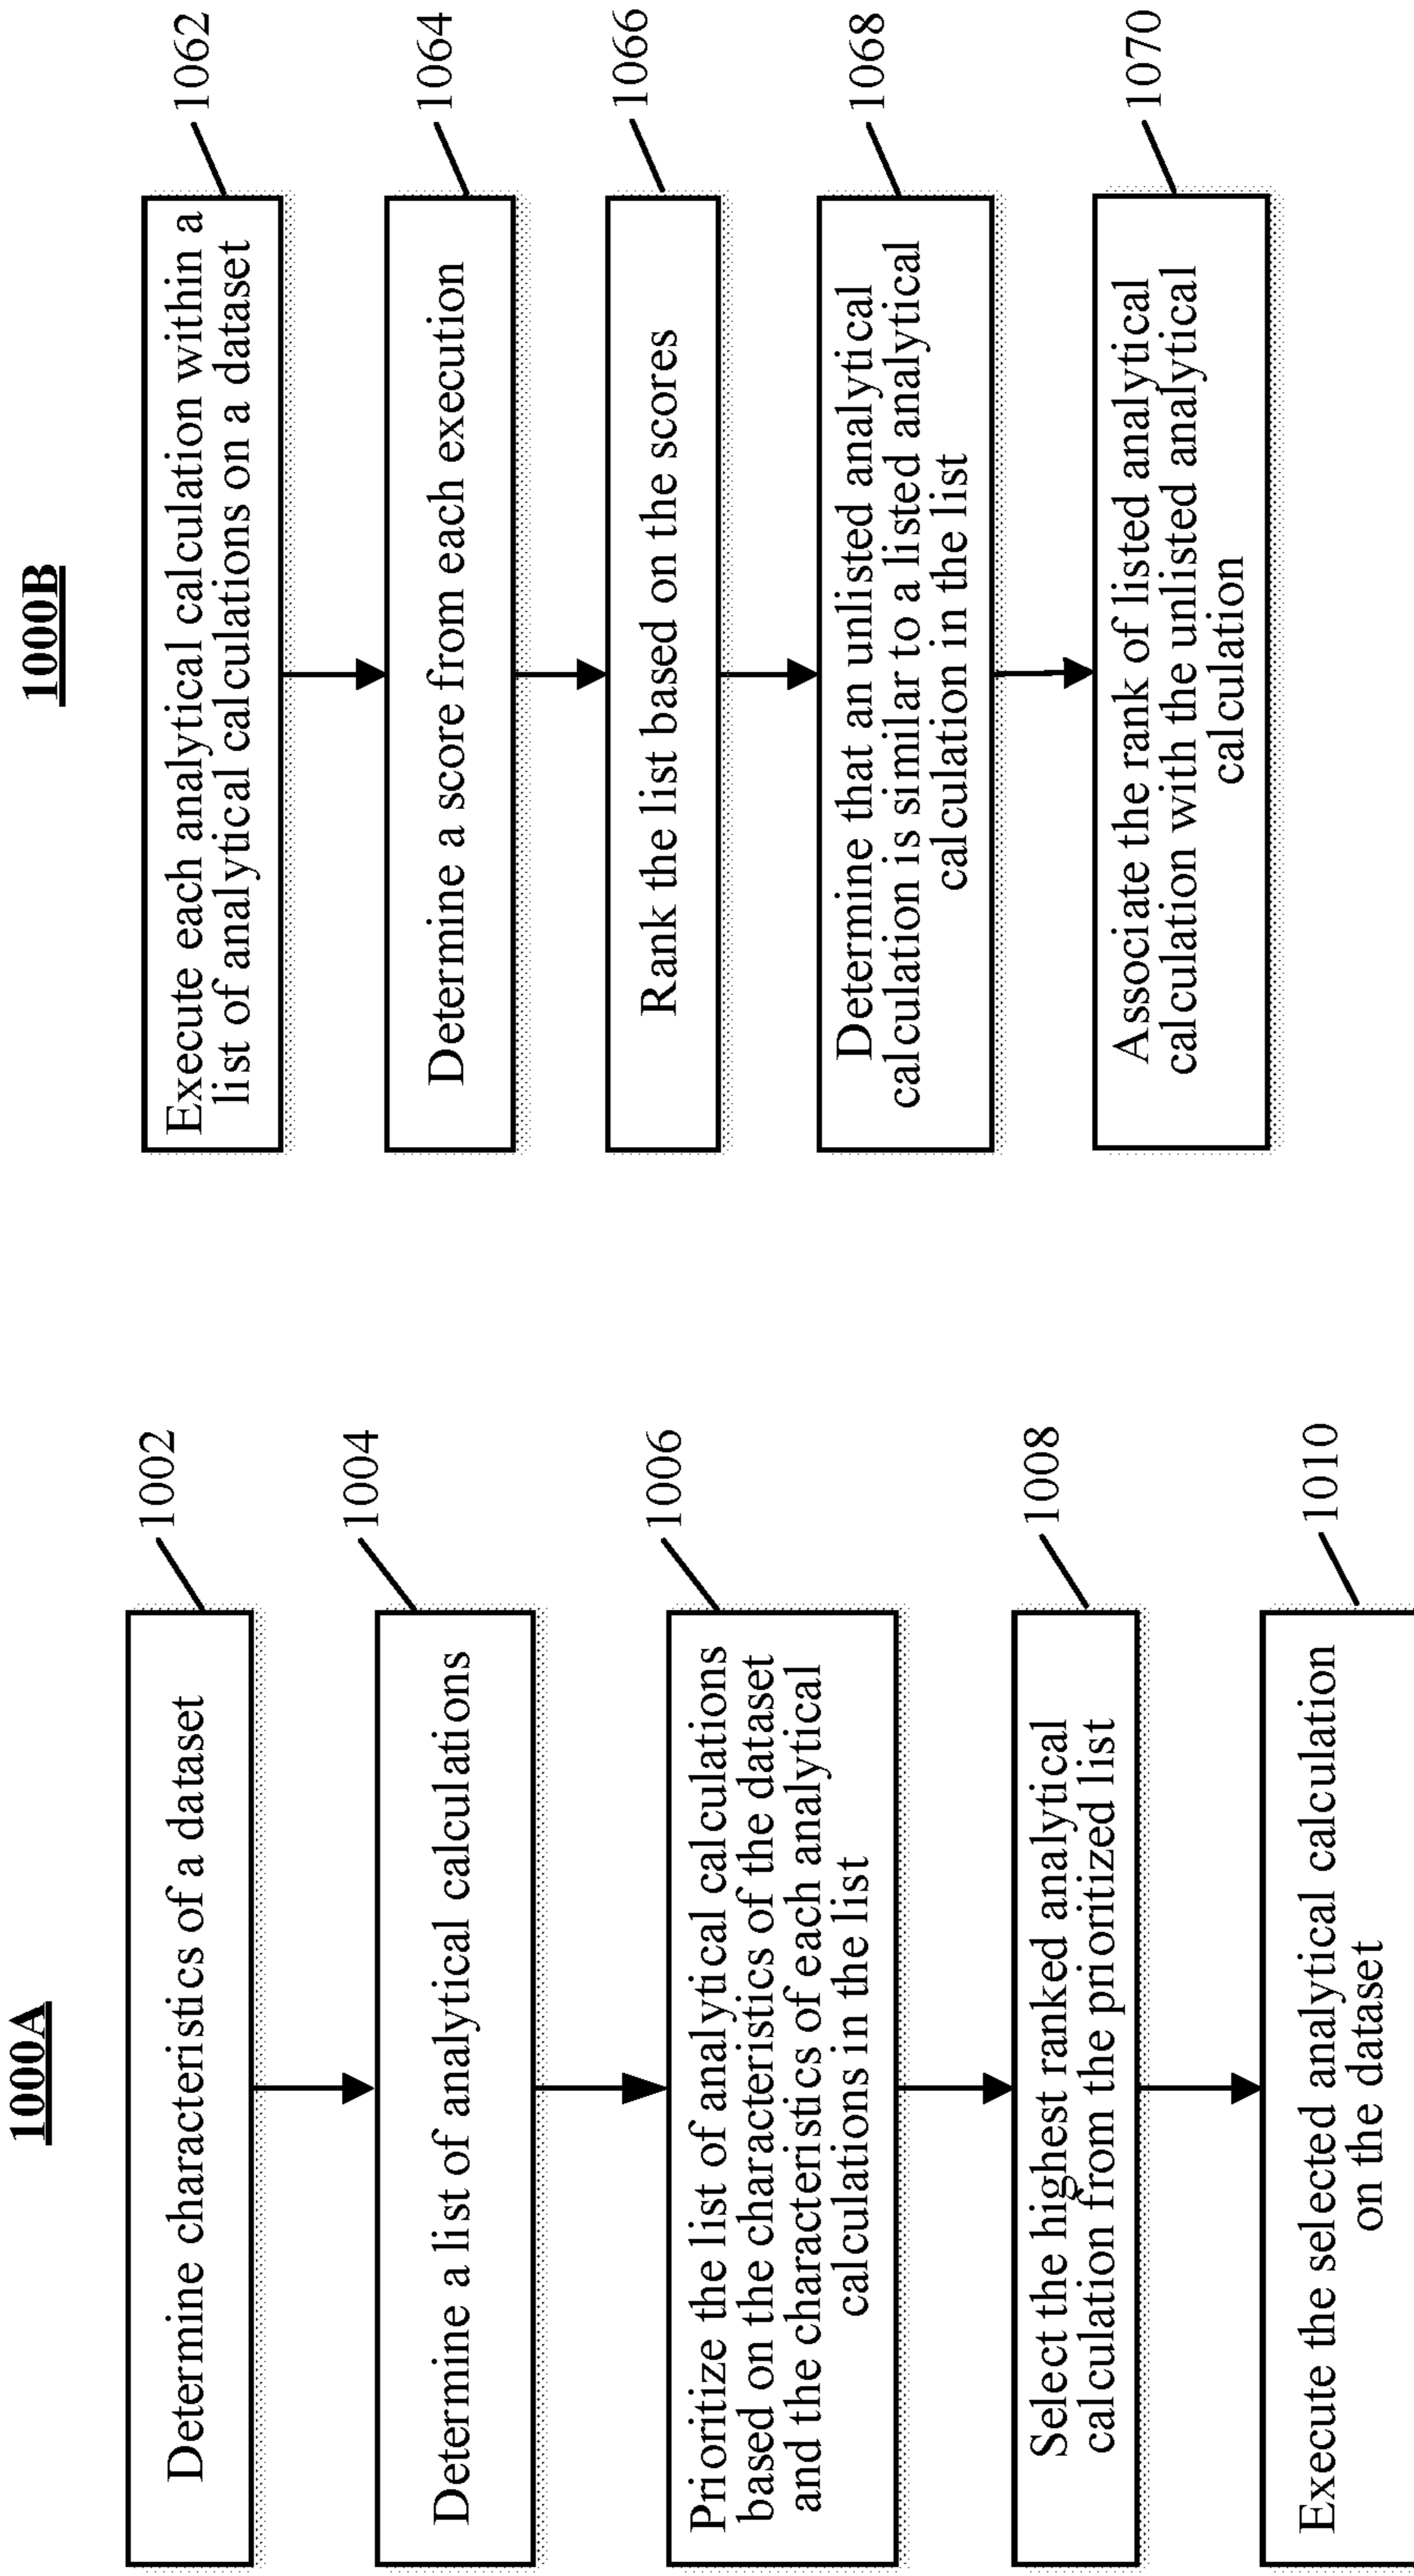 1000A
Determine characteristics of a dataset
1002
Determine a list of analytical calculations
1004
Prioritize the list of analytical calculations
based on the characteristics of the dataset
and the characteristics of each analytical
calculations in the list
1006
Select the highest ranked analytical
calculation from the prioritized list
1008
Execute the selected analytical calculation
on the dataset
1010
1000B
Execute each analytical calculation within a
list of analytical calculations on a dataset
1062
Determine a score from each execution
1064
Rank the list based on the scores
1066
Determine that an unlisted analytical
calculation is similar to a listed analytical
calculation in the list
1068
Associate the rank of listed analytical
calculation with the unlisted analytical
calculation
1070